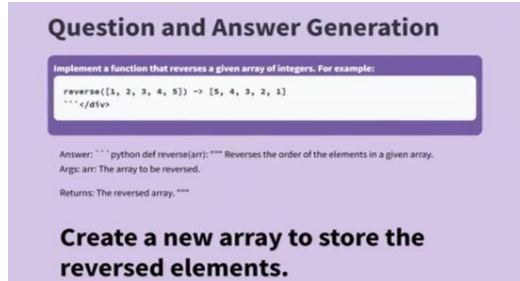 Question and Answer Generation
Implement a function that reverses a given array of integers. For example:
reverse([1, 2, 3, 4, 5]) -> [5, 4, 3, 2, 1]
```</div>
Answer: ```python def reverse(arr): """ Reverses the order of the elements in a given array.
Args: arr: The array to be reversed.
Returns: The reversed array. """
Create a new array to store the
reversed elements.